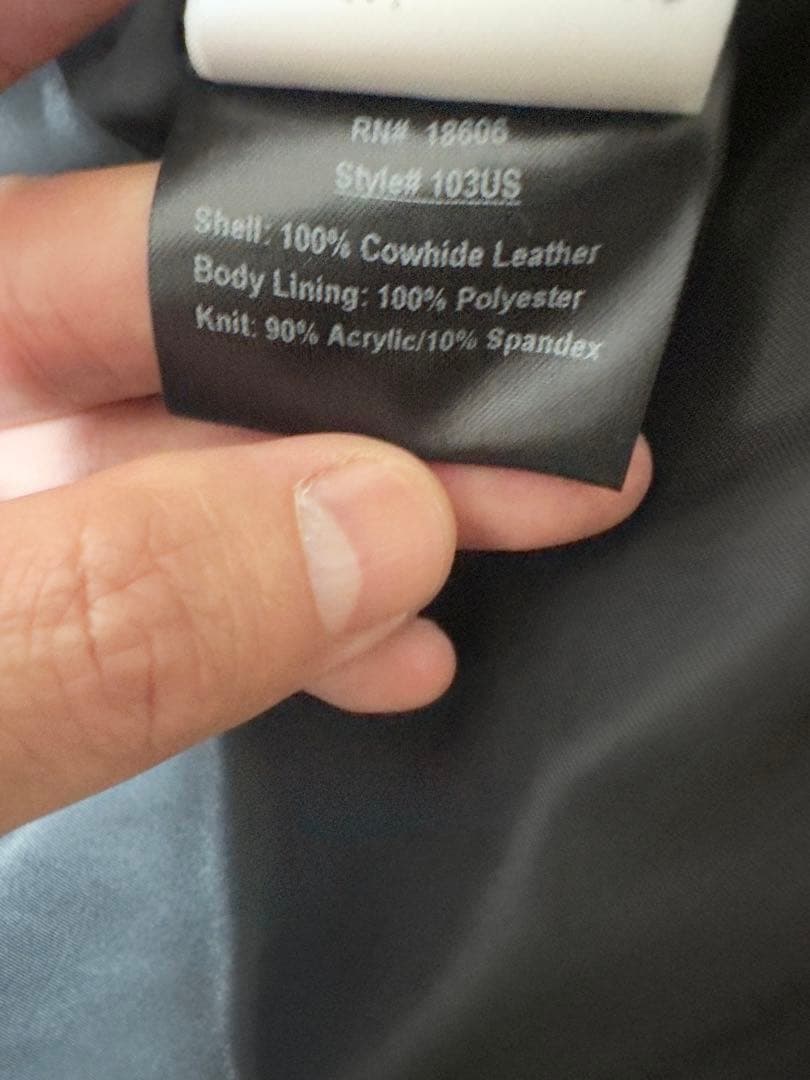 RN# 18606
Style# 103US
Shell: 100% Cowhide Leather
Body Lining: 100% Polyester
Knit: 90% Acrylic/10% Spandex